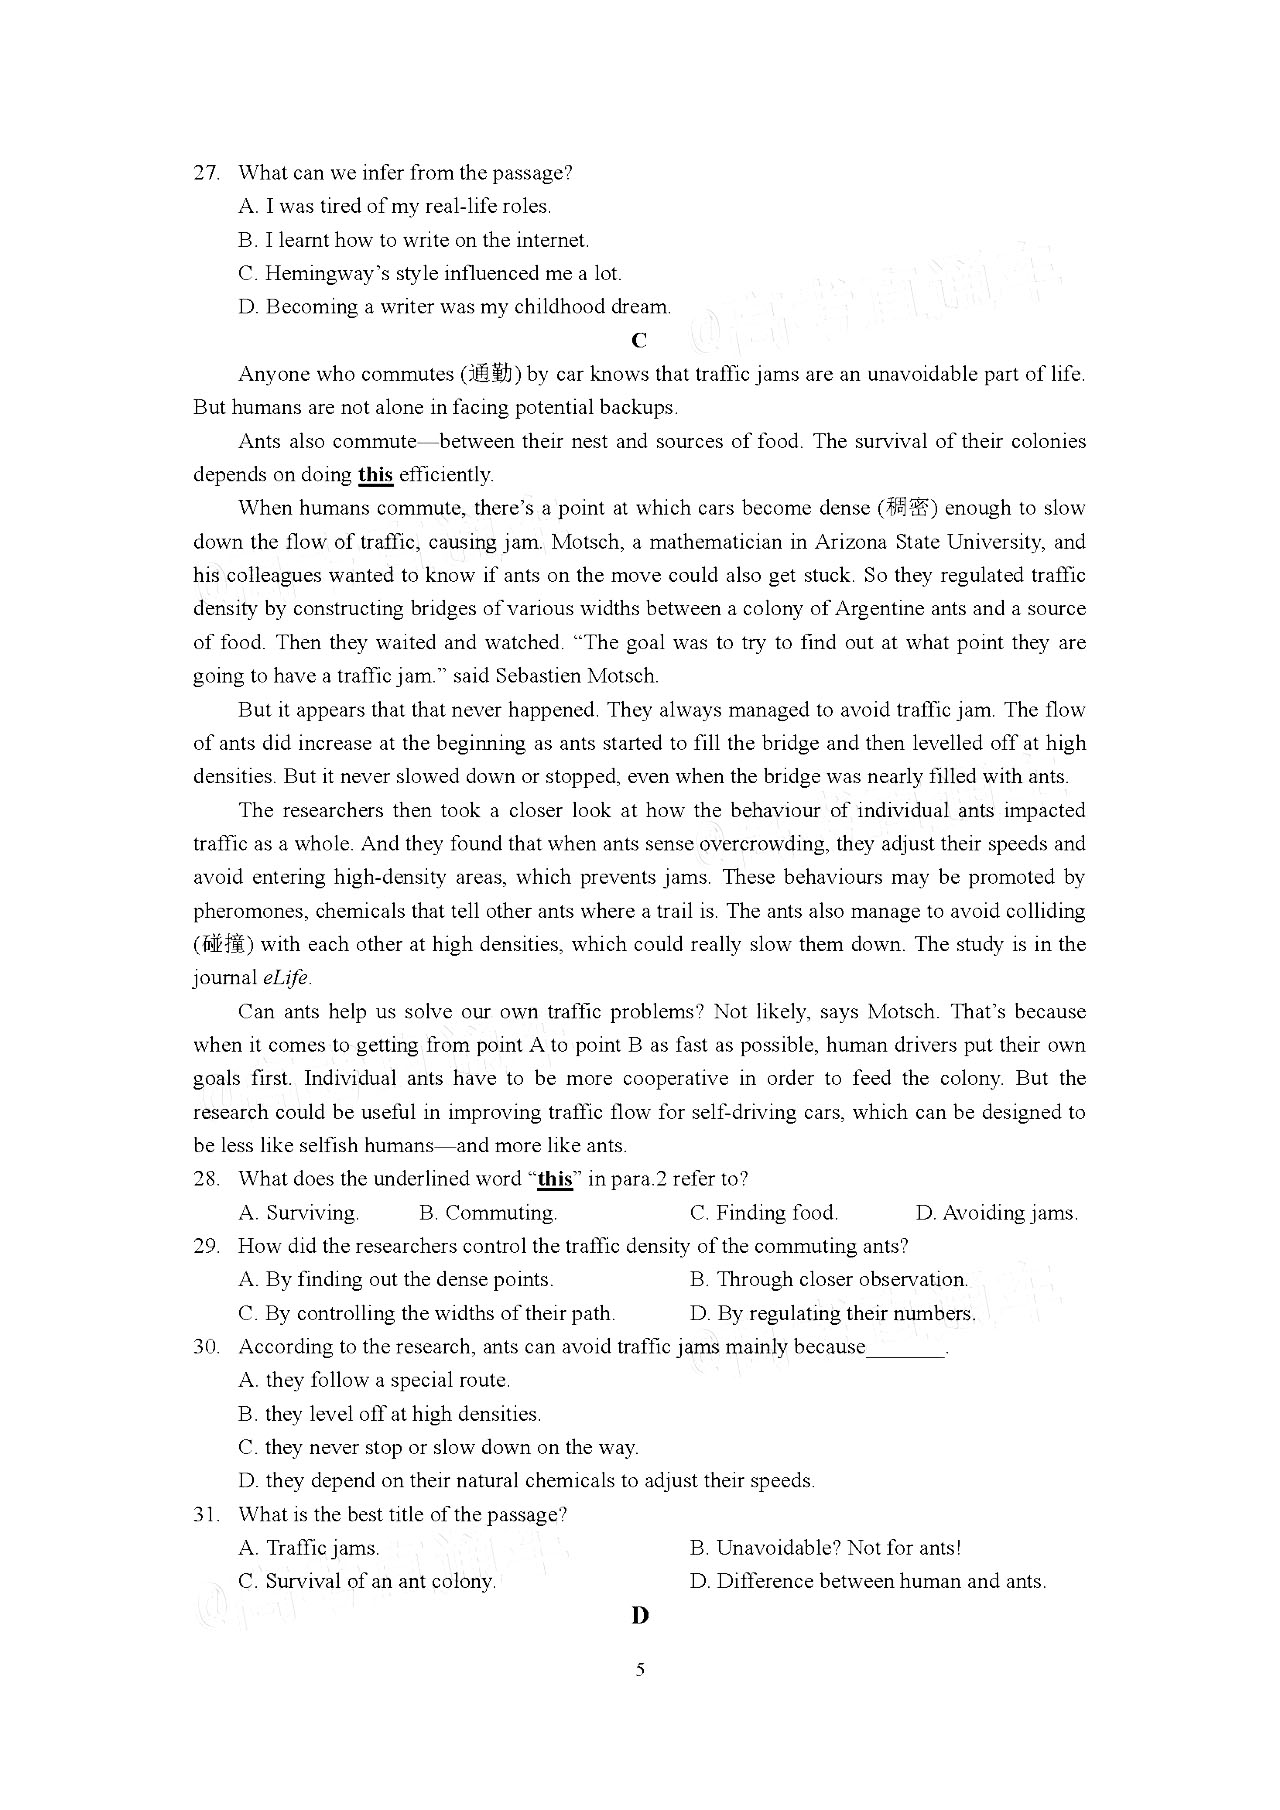 27. What can we infer from the passage?
A. I was tired of my real-life roles.
B. I learnt how to write on the internet.
C. Hemingway's style influenced me a lot.
D. Becoming a writer was my childhood dream.
C
Anyone who commutes (通勤) by car knows that traffic jams are an unavoidable part of life.
But humans are not alone in facing potential backups.
Ants also commute—between their nest and sources of food. The survival of their colonies
depends on doing this efficiently.
When humans commute, there's a point at which cars become dense (稠密) enough to slow
down the flow of traffic, causing jam. Motsch, a mathematician in Arizona State University, and
his colleagues wanted to know if ants on the move could also get stuck. So they regulated traffic
density by constructing bridges of various widths between a colony of Argentine ants and a source
of food. Then they waited and watched. “The goal was to try to find out at what point they are
going to have a traffic jam.” said Sebastien Motsch.
But it appears that that never happened. They always managed to avoid traffic jam. The flow
of ants did increase at the beginning as ants started to fill the bridge and then levelled off at high
densities. But it never slowed down or stopped, even when the bridge was nearly filled with ants.
The researchers then took a closer look at how the behaviour of individual ants impacted
traffic as a whole. And they found that when ants sense overcrowding, they adjust their speeds and
avoid entering high-density areas, which prevents jams. These behaviours may be promoted by
pheromones, chemicals that tell other ants where a trail is. The ants also manage to avoid colliding
(碰撞) with each other at high densities, which could really slow them down. The study is in the
journal eLife.
Can ants help us solve our own traffic problems? Not likely, says Motsch. That's because
when it comes to getting from point A to point B as fast as possible, human drivers put their own
goals first. Individual ants have to be more cooperative in order to feed the colony. But the
research could be useful in improving traffic flow for self-driving cars, which can be designed to
be less like selfish humans—and more like ants.
28. What does the underlined word “this” in para.2 refer to?
A. Surviving. B. Commuting. C. Finding food. D. Avoiding jams.
29. How did the researchers control the traffic density of the commuting ants?
A. By finding out the dense points. B. Through closer observation.
C. By controlling the widths of their path. D. By regulating their numbers.
30. According to the research, ants can avoid traffic jams mainly because_______.
A. they follow a special route.
B. they level off at high densities.
C. they never stop or slow down on the way.
D. they depend on their natural chemicals to adjust their speeds.
31. What is the best title of the passage?
A. Traffic jams. B. Unavoidable? Not for ants!
C. Survival of an ant colony. D. Difference between human and ants.
D
5